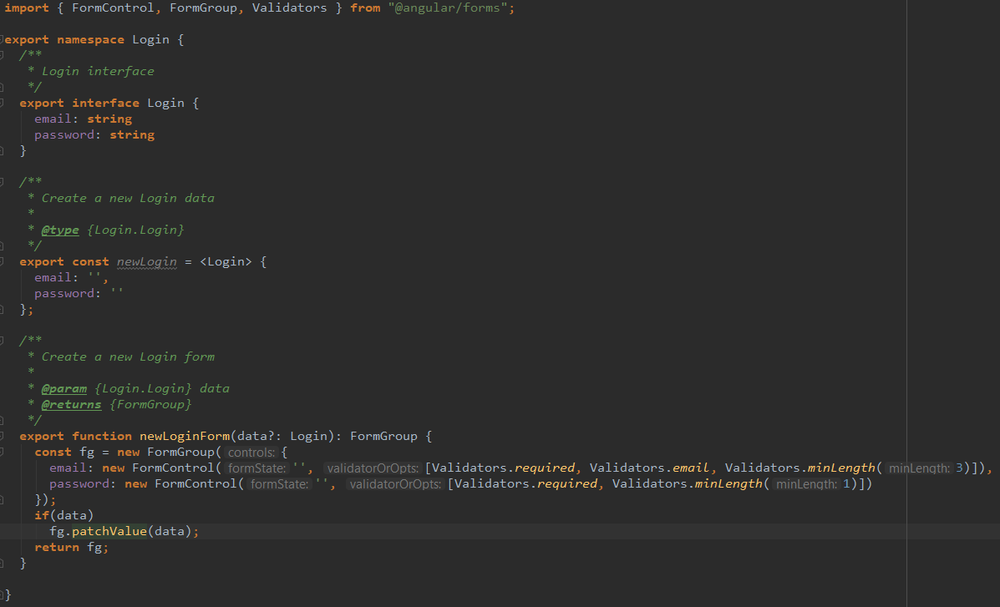 import { FormControl, FormGroup, Validators } from "@angular/forms";
export namespace Login {
/**
* Login interface
*/
export interface Login {
email: string
password: string
}
/**
* Create a new Login data
*
* @type {Login.Login}
*/
export const newLogin = <Login> {
email: '',
password: ''
};
/**
* Create a new Login form
*
* @param {Login.Login} data
* @returns {FormGroup}
*/
export function newLoginForm(data?: Login): FormGroup {
const fg = new FormGroup( controls: {
email: new FormControl( formState: '', validatorOrOpts: [Validators.required, Validators.email, Validators.minLength( minLength: 3)]),
password: new FormControl( formState: '', validatorOrOpts: [Validators.required, Validators.minLength( minLength: 1)])
});
if(data)
fg.patchValue(data);
return fg;
}
}